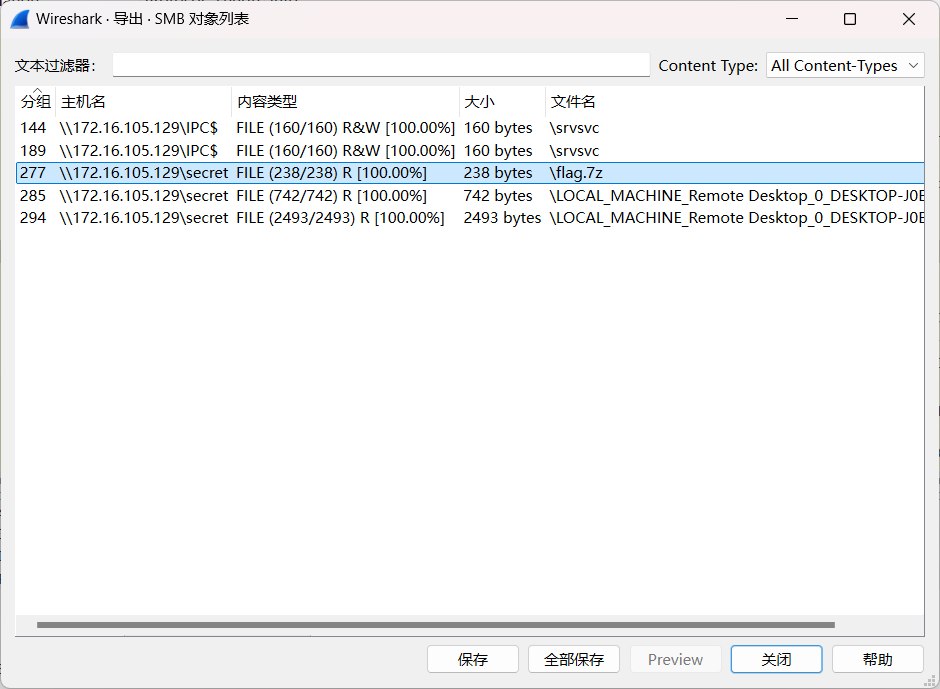 Wireshark · 导出 · SMB 对象列表
文本过滤器: Content Type: All Content-Types
分组 主机名 内容类型 大小 文件名
144 \\172.16.105.129\IPC$ FILE (160/160) R&W [100.00%] 160 bytes \srvsvc
189 \\172.16.105.129\IPC$ FILE (160/160) R&W [100.00%] 160 bytes \srvsvc
277 \\172.16.105.129\secret FILE (238/238) R [100.00%] 238 bytes \flag.7z
285 \\172.16.105.129\secret FILE (742/742) R [100.00%] 742 bytes \LOCAL_MACHINE_Remote Desktop_0_DESKTOP-J0E
294 \\172.16.105.129\secret FILE (2493/2493) R [100.00%] 2493 bytes \LOCAL_MACHINE_Remote Desktop_0_DESKTOP-J0E
保存 全部保存 Preview 关闭 帮助